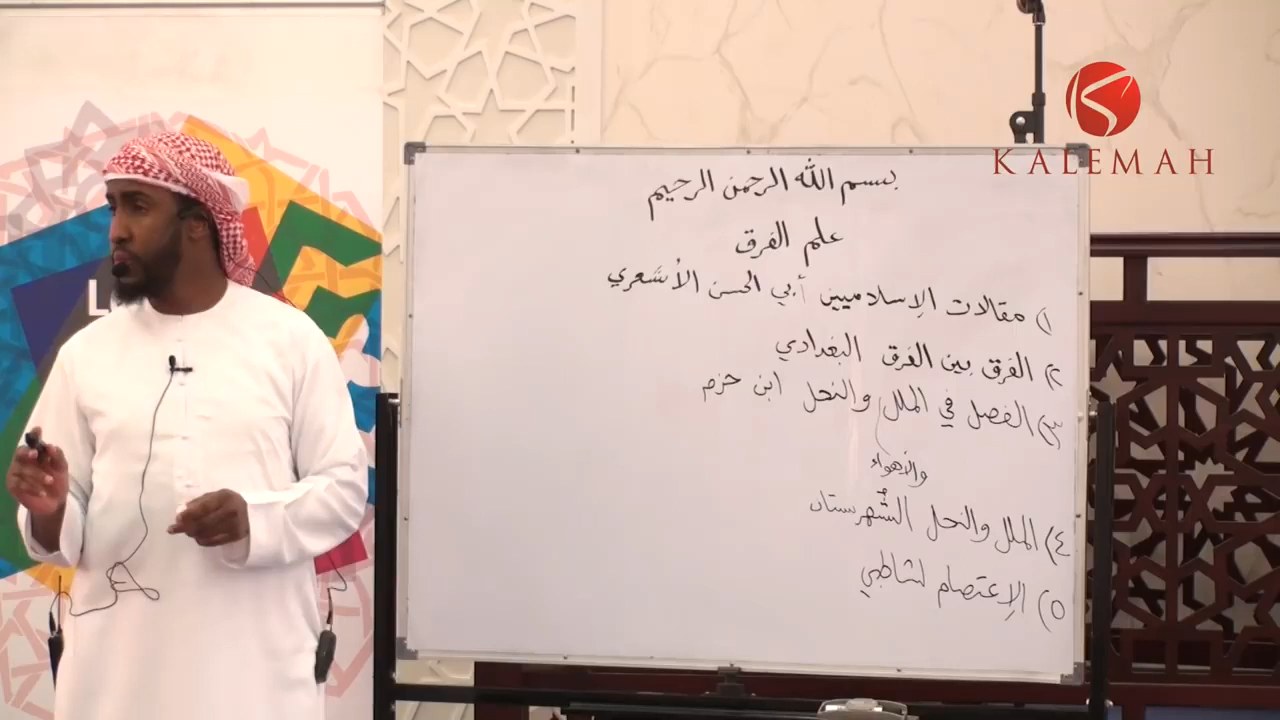 KALEMAH
بسم الله الرحمن الرحيم
علم الفرق
١) مقالات الإسلاميين أبي الحسن الأشعري
٢) الفرق بين الفرق البغدادي
٣) الفصل في الملل والنحل ابن حزم
والأهواء
٤) الملل والنحل الشهرستان
٥) الإعتصام لشاطبي
L